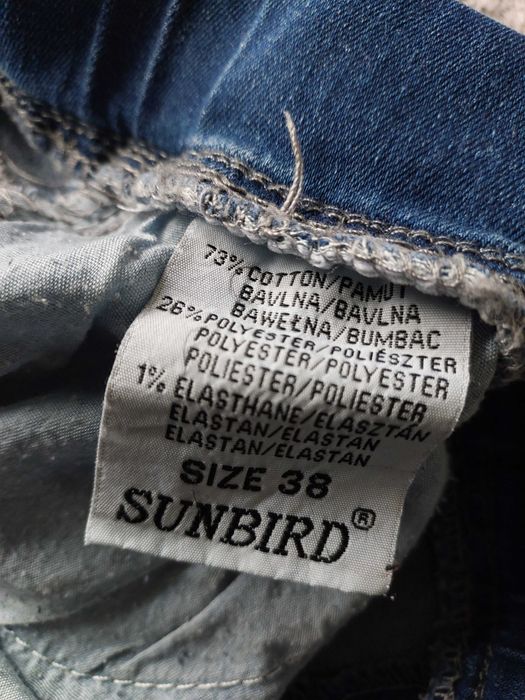 73% COTTON/PAMUT
BAVLNA/BAVLNA
BAWEŁNA/BUMBAC
26% POLYESTER/POLIÉSZTER
POLYESTER/POLYESTER
POLIESTER/POLIESTER
1% ELASTHANE/ELASZTÁN
ELASTAN/ELASTAN
ELASTAN/ELASTAN
SIZE 38
SUNBIRD®